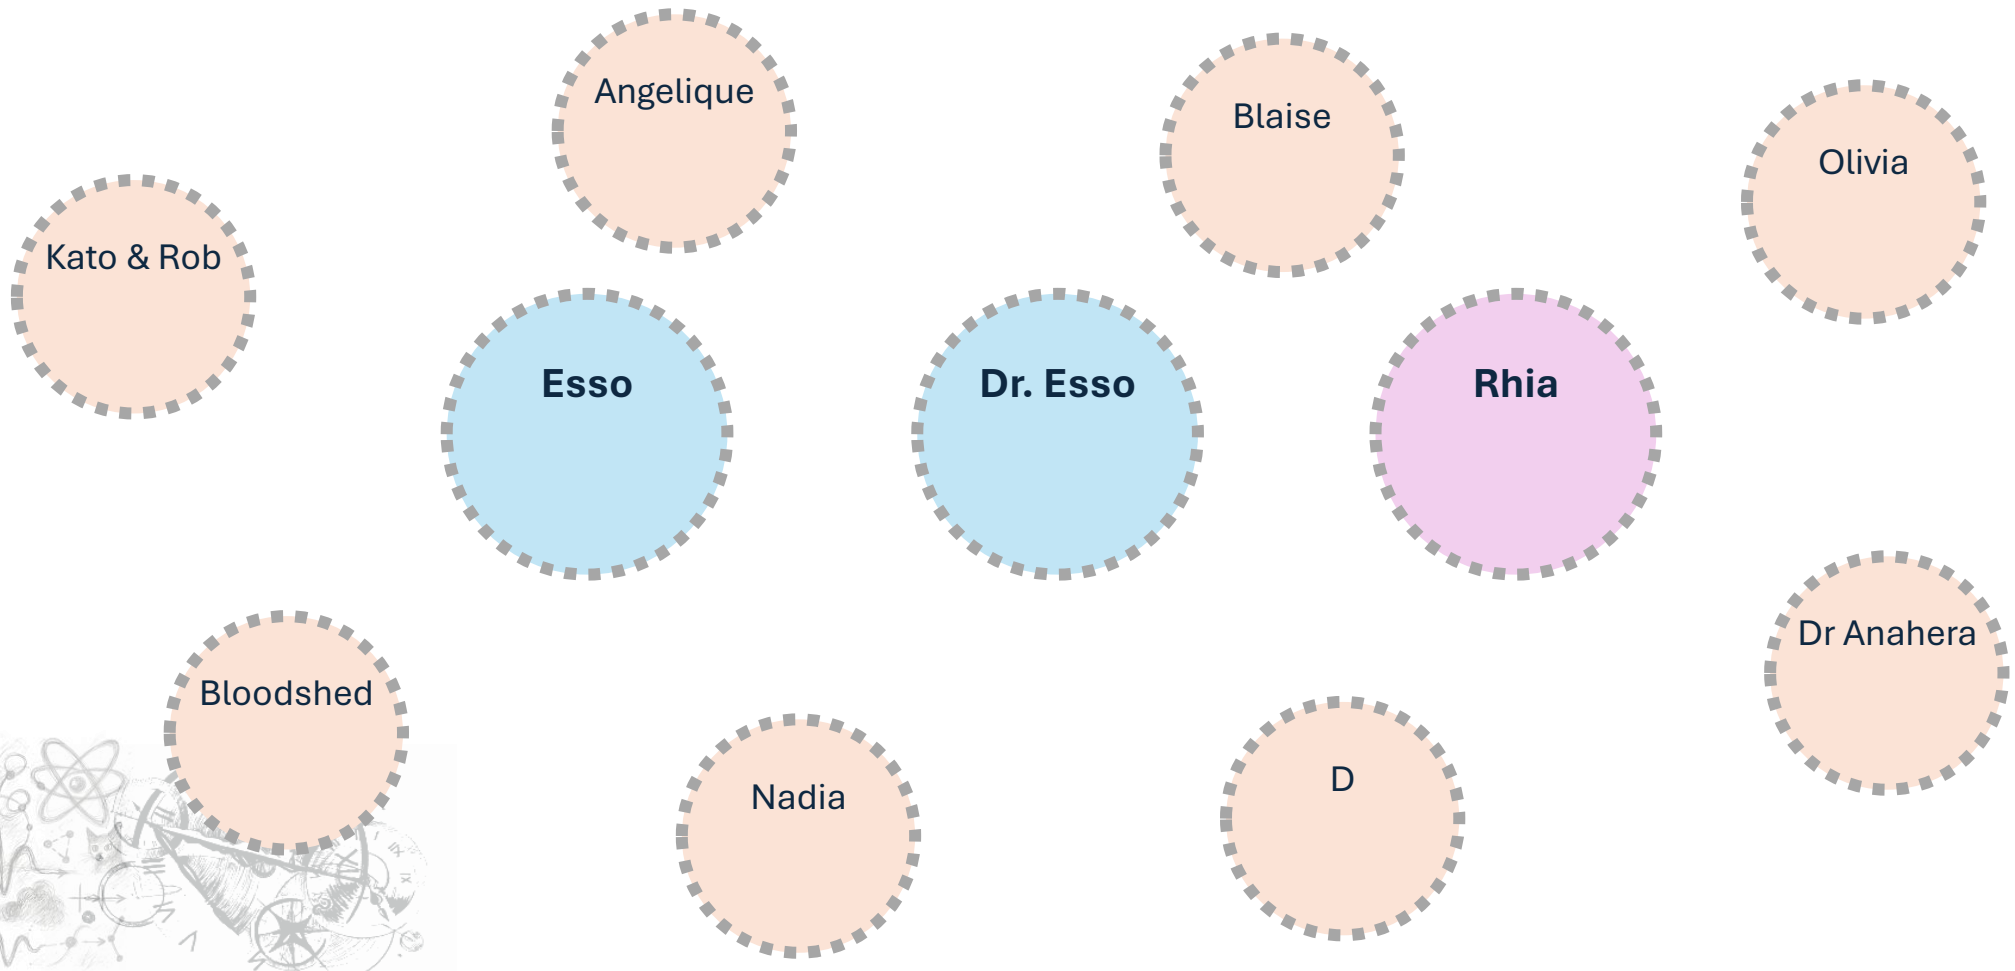 Angelique
Blaise
Olivia
Kato & Rob
Esso
Dr. Esso
Rhia
Dr Anahera
Bloodshed
Nadia
D